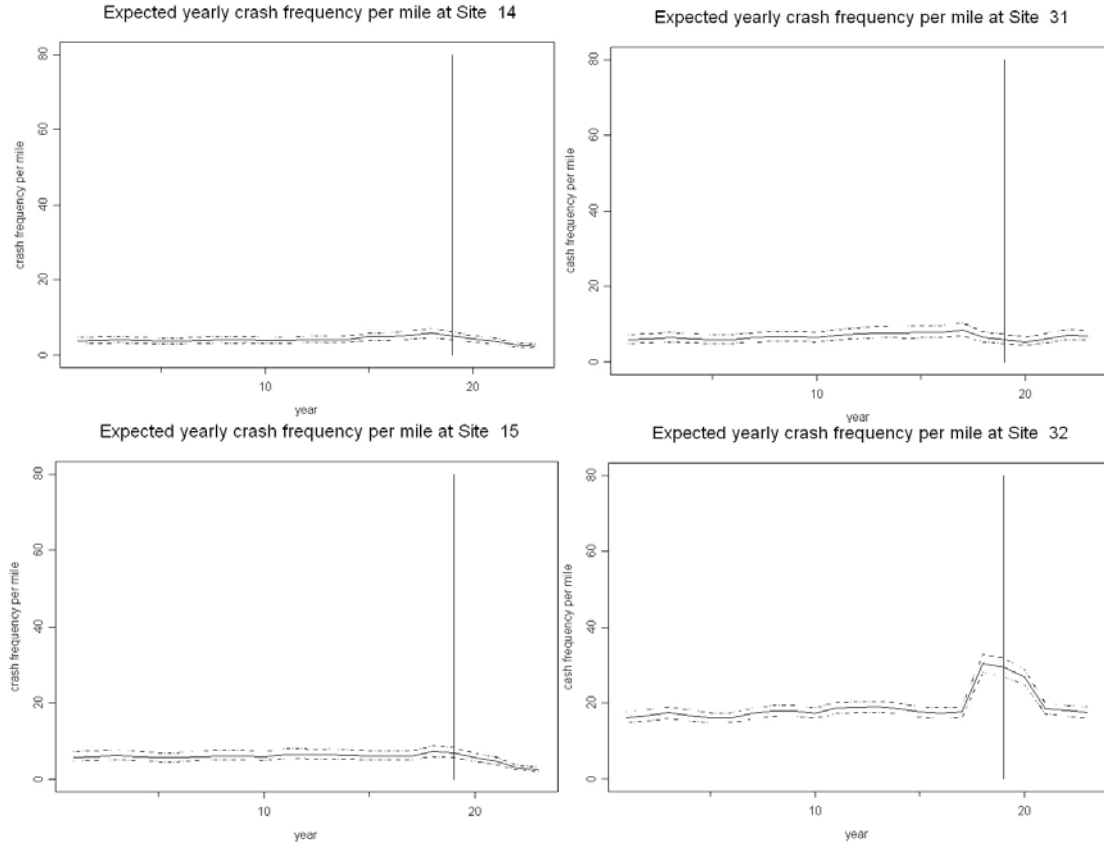 Expected yearly crash frequency per mile at Site 14
80
60
40
20
0
crash frequency per mile
10
20
year
Expected yearly crash frequency per mile at Site 31
80
60
40
20
0
cash frequency per mile
10
20
year
Expected yearly crash frequency per mile at Site 15
80
60
40
20
0
crash frequency per mile
10
20
year
Expected yearly crash frequency per mile at Site 32
80
60
40
20
0
cash frequency per mile
10
20
year